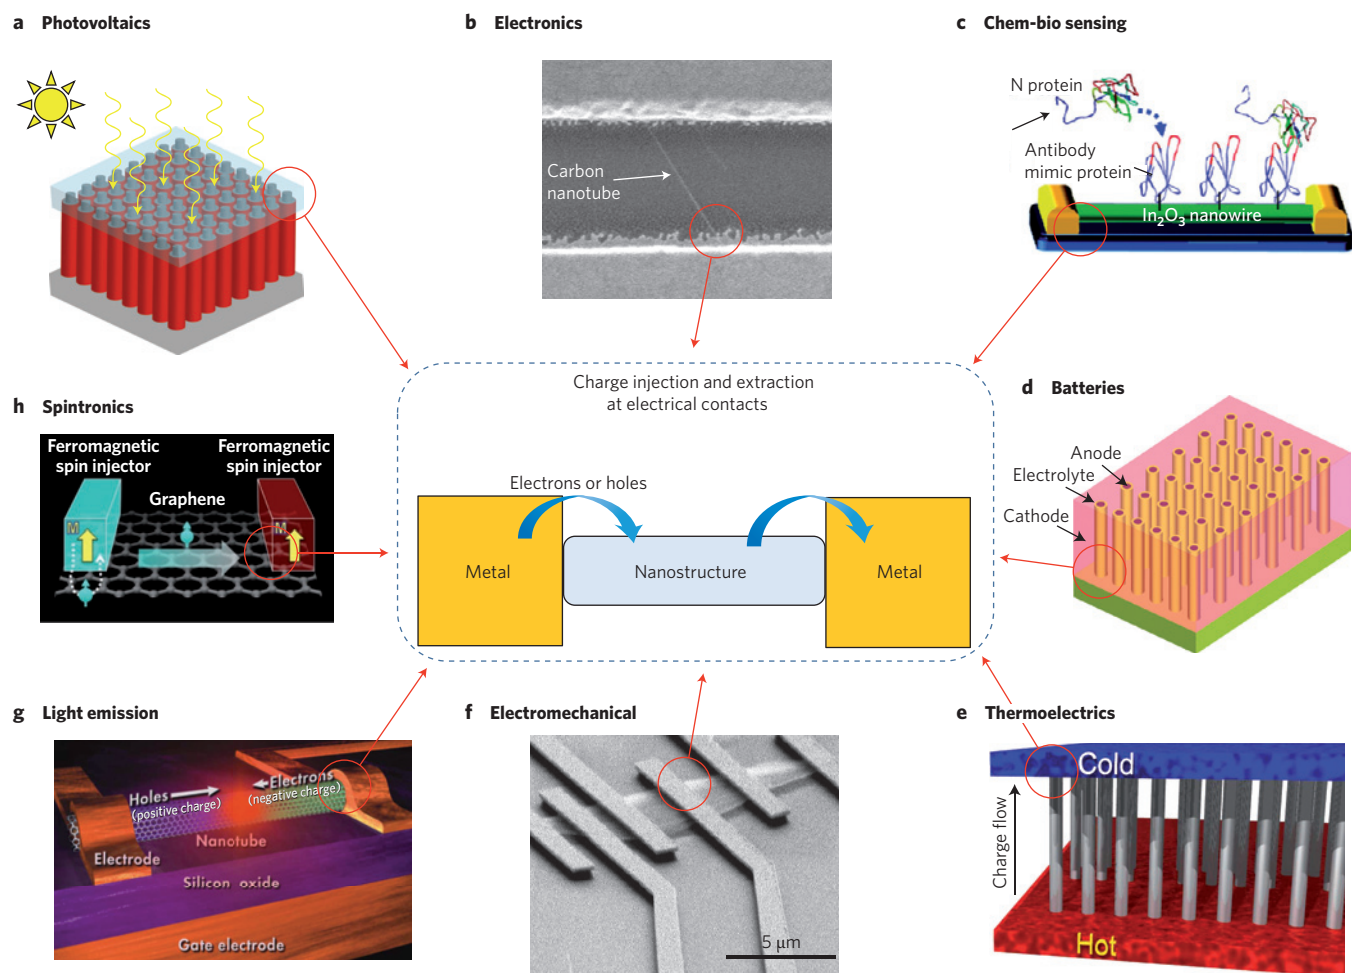 a Photovoltaics
b Electronics
Carbon
nanotube
c Chem-bio sensing
N protein
Antibody
mimic protein
In₂O₃ nanowire
Charge injection and extraction
at electrical contacts
Electrons or holes
Metal
Nanostructure
Metal
d Batteries
Anode
Electrolyte
Cathode
h Spintronics
Ferromagnetic
spin injector
Ferromagnetic
spin injector
Graphene
M
M
g Light emission
Holes
(positive charge)
Electrons
(negative charge)
Nanotube
Electrode
Silicon oxide
Gate electrode
f Electromechanical
5 µm
e Thermoelectrics
Cold
Charge flow
Hot